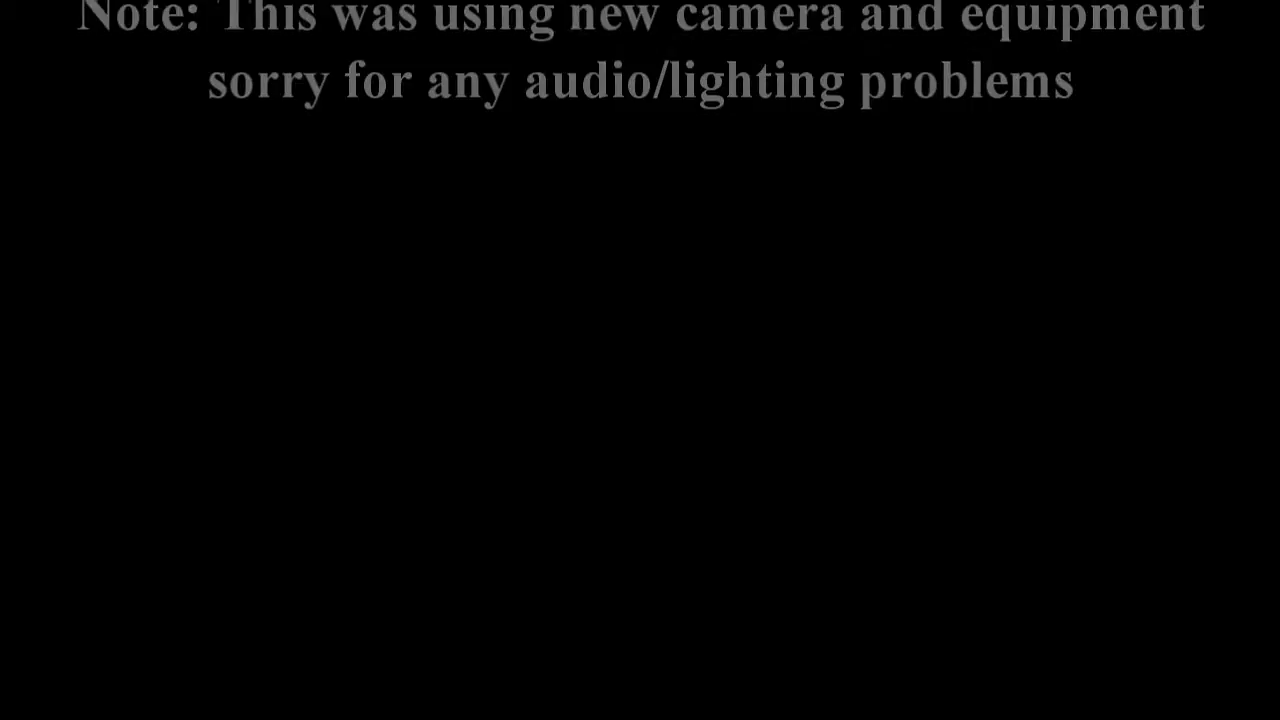 Note: This was using new camera and equipment
sorry for any audio/lighting problems